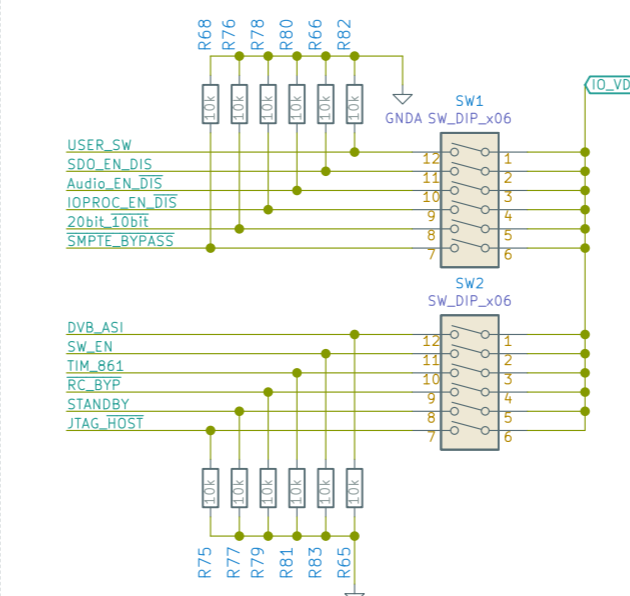 R68 R76 R78 R80 R66 R82
10k 10k 10k 10k 10k 10k
IO_VD
GNDA
SW1
SW_DIP_x06
USER_SW 12 1
SDO_EN_DIS 11 2
Audio_EN_DIS 10 3
IOPROC_EN_DIS 9 4
20bit_10bit 8 5
SMPTE_BYPASS 7 6
SW2
SW_DIP_x06
DVB_ASI 12 1
SW_EN 11 2
TIM_861 10 3
RC_BYP 9 4
STANDBY 8 5
JTAG_HOST 7 6
10k 10k 10k 10k 10k 10k
R75 R77 R79 R81 R83 R65